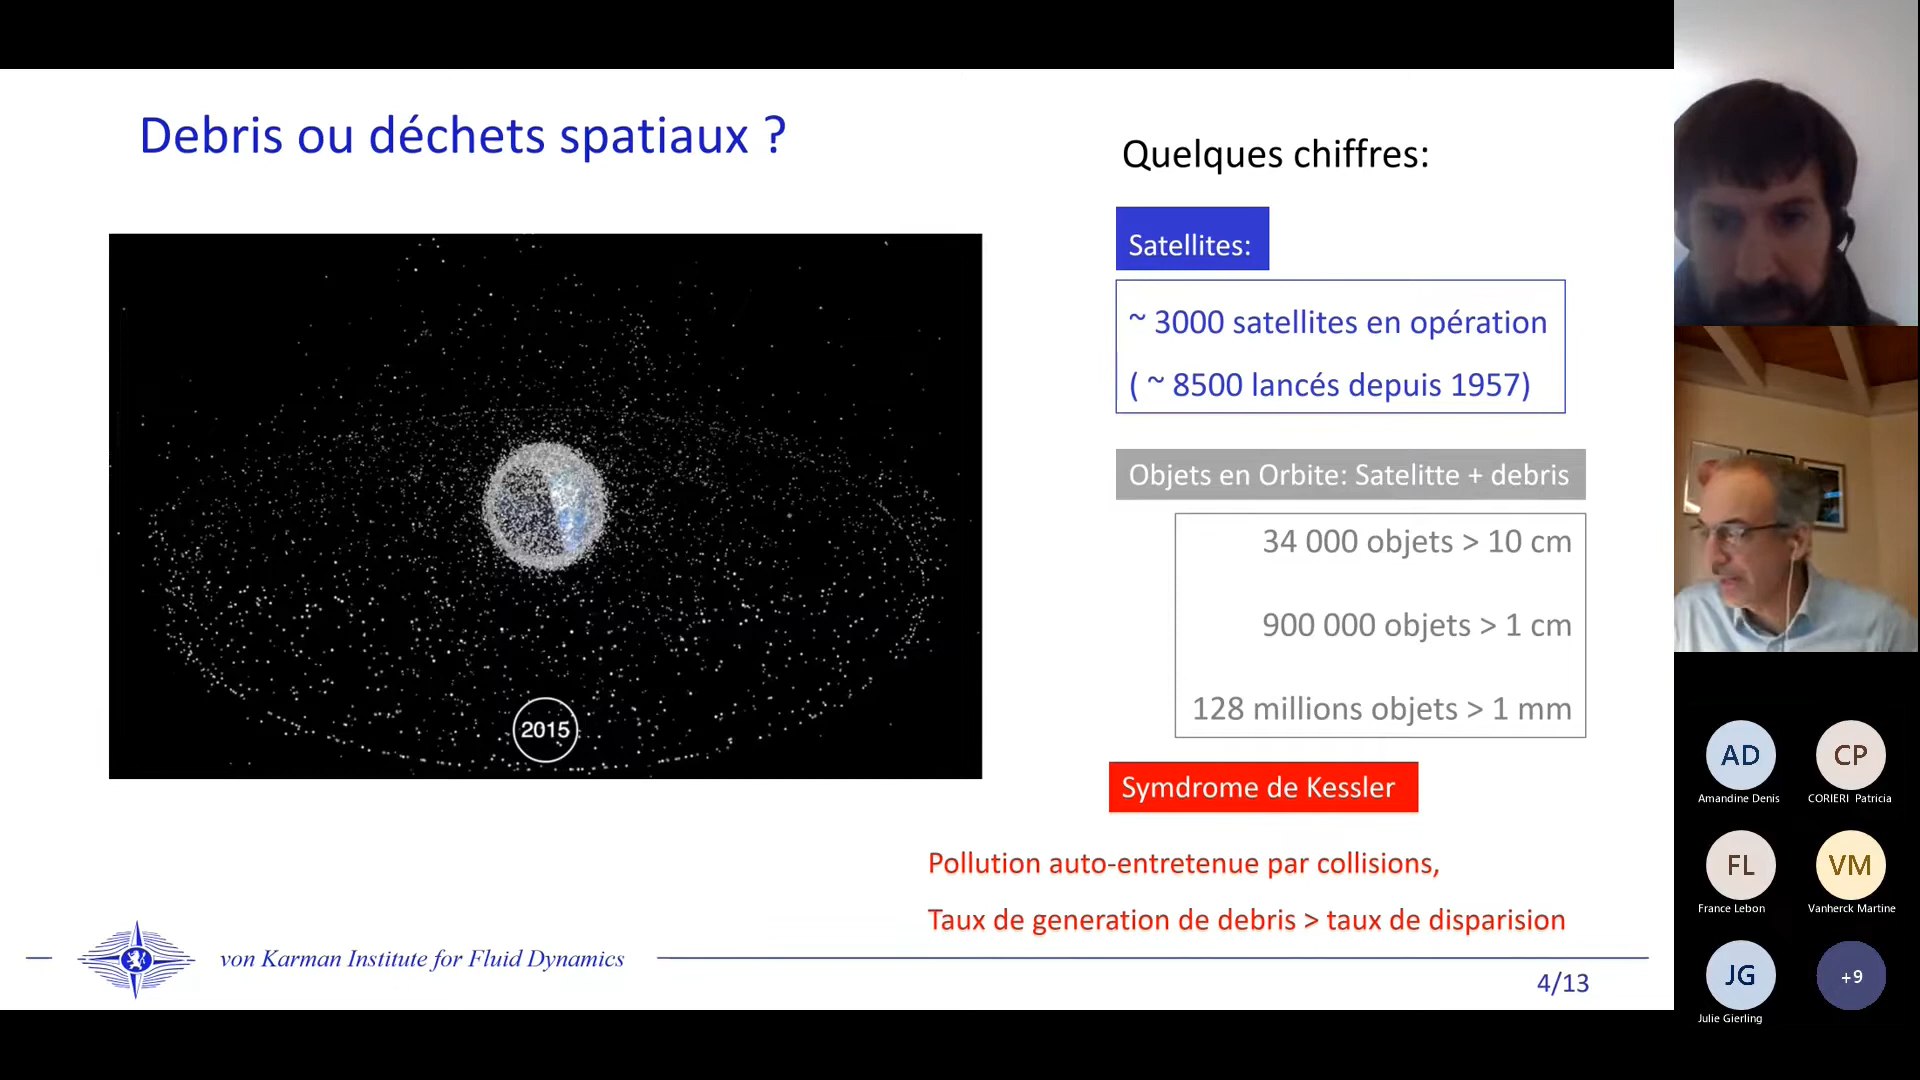 Debris ou déchets spatiaux ?
2015
Quelques chiffres:
Satellites:
~ 3000 satellites en opération
( ~ 8500 lancés depuis 1957)
Objets en Orbite: Satelitte + debris
34 000 objets > 10 cm
900 000 objets > 1 cm
128 millions objets > 1 mm
Symdrome de Kessler
Pollution auto-entretenue par collisions,
Taux de generation de debris > taux de disparision
von Karman Institute for Fluid Dynamics
4/13
AD
Amandine Denis
CP
CORIERI Patricia
FL
France Lebon
VM
Vanherck Martine
JG
Julie Gierling
+9